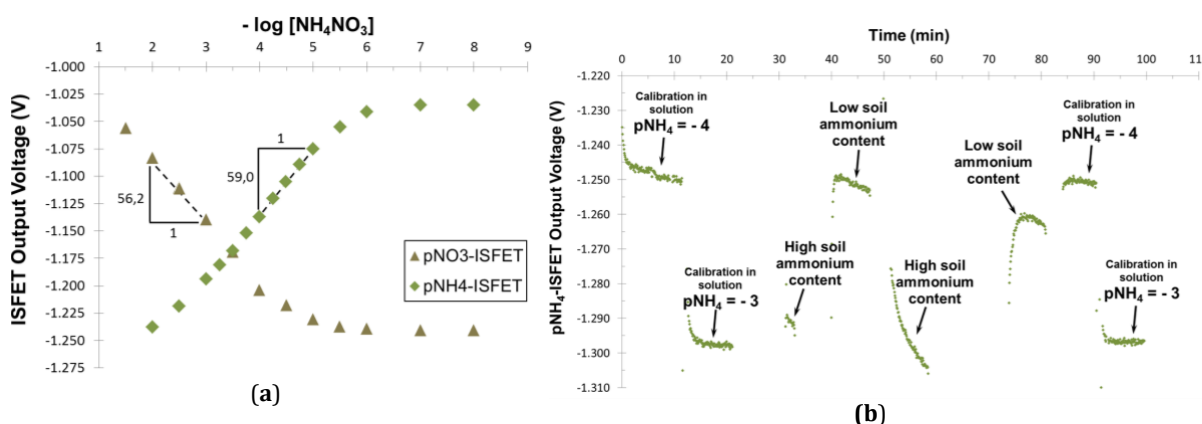 - log [NH₄NO₃]
1 2 3 4 5 6 7 8 9
ISFET Output Voltage (V)
-1.000
-1.025
-1.050
-1.075
-1.100
-1.125
-1.150
-1.175
-1.200
-1.225
-1.250
-1.275
56,2
1
59,0
1
pNO3-ISFET
pNH4-ISFET
(a)
Time (min)
0 10 20 30 40 50 60 70 80 90 100 110
pNH₄-ISFET Output Voltage (V)
-1.220
-1.230
-1.240
-1.250
-1.260
-1.270
-1.280
-1.290
-1.300
-1.310
Calibration in
solution
pNH₄ = - 4
Calibration in
solution
pNH₄ = - 3
High soil
ammonium
content
Low soil
ammonium
content
High soil
ammonium
content
Low soil
ammonium
content
Calibration in
solution
pNH₄ = - 4
Calibration in
solution
pNH₄ = - 3
(b)